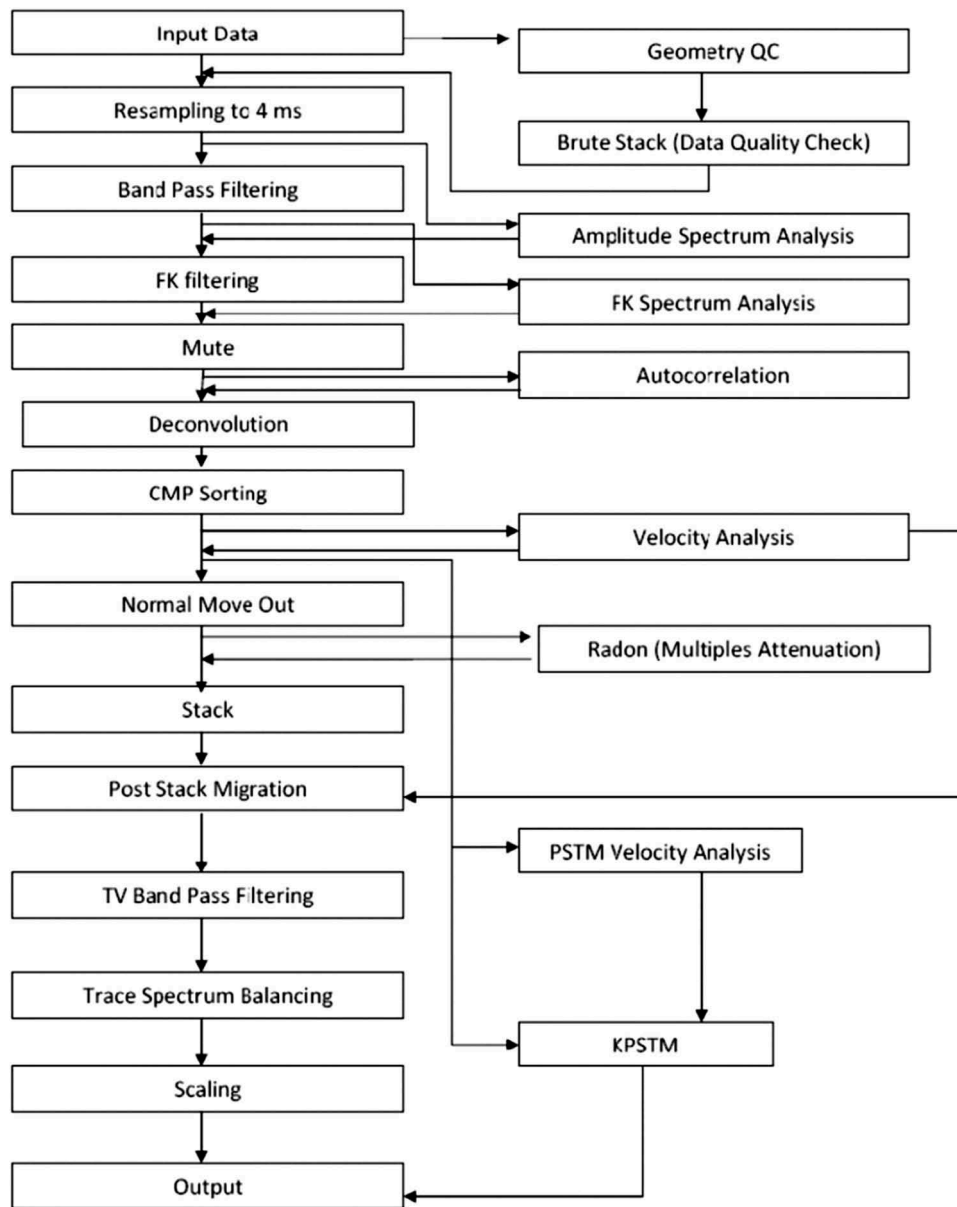 Input Data
Geometry QC
Resampling to 4 ms
Brute Stack (Data Quality Check)
Band Pass Filtering
Amplitude Spectrum Analysis
FK filtering
FK Spectrum Analysis
Mute
Autocorrelation
Deconvolution
CMP Sorting
Velocity Analysis
Normal Move Out
Radon (Multiples Attenuation)
Stack
Post Stack Migration
PSTM Velocity Analysis
TV Band Pass Filtering
Trace Spectrum Balancing
KPSTM
Scaling
Output